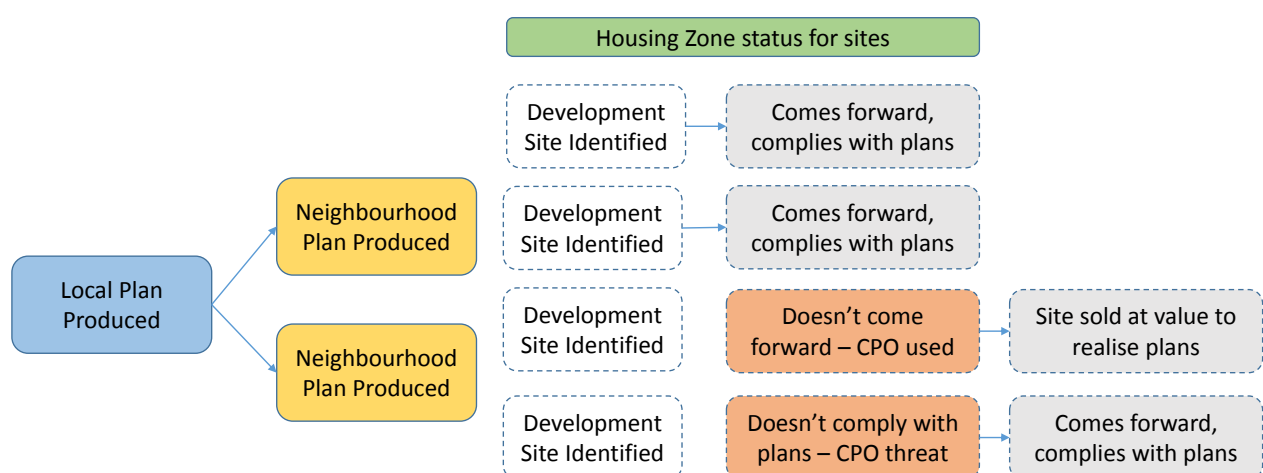 Housing Zone status for sites
Development
Site Identified
Comes forward,
complies with plans
Neighbourhood
Plan Produced
Development
Site Identified
Comes forward,
complies with plans
Local Plan
Produced
Development
Site Identified
Doesn’t come
forward – CPO used
Site sold at value to
realise plans
Neighbourhood
Plan Produced
Development
Site Identified
Doesn’t comply with
plans – CPO threat
Comes forward,
complies with plans